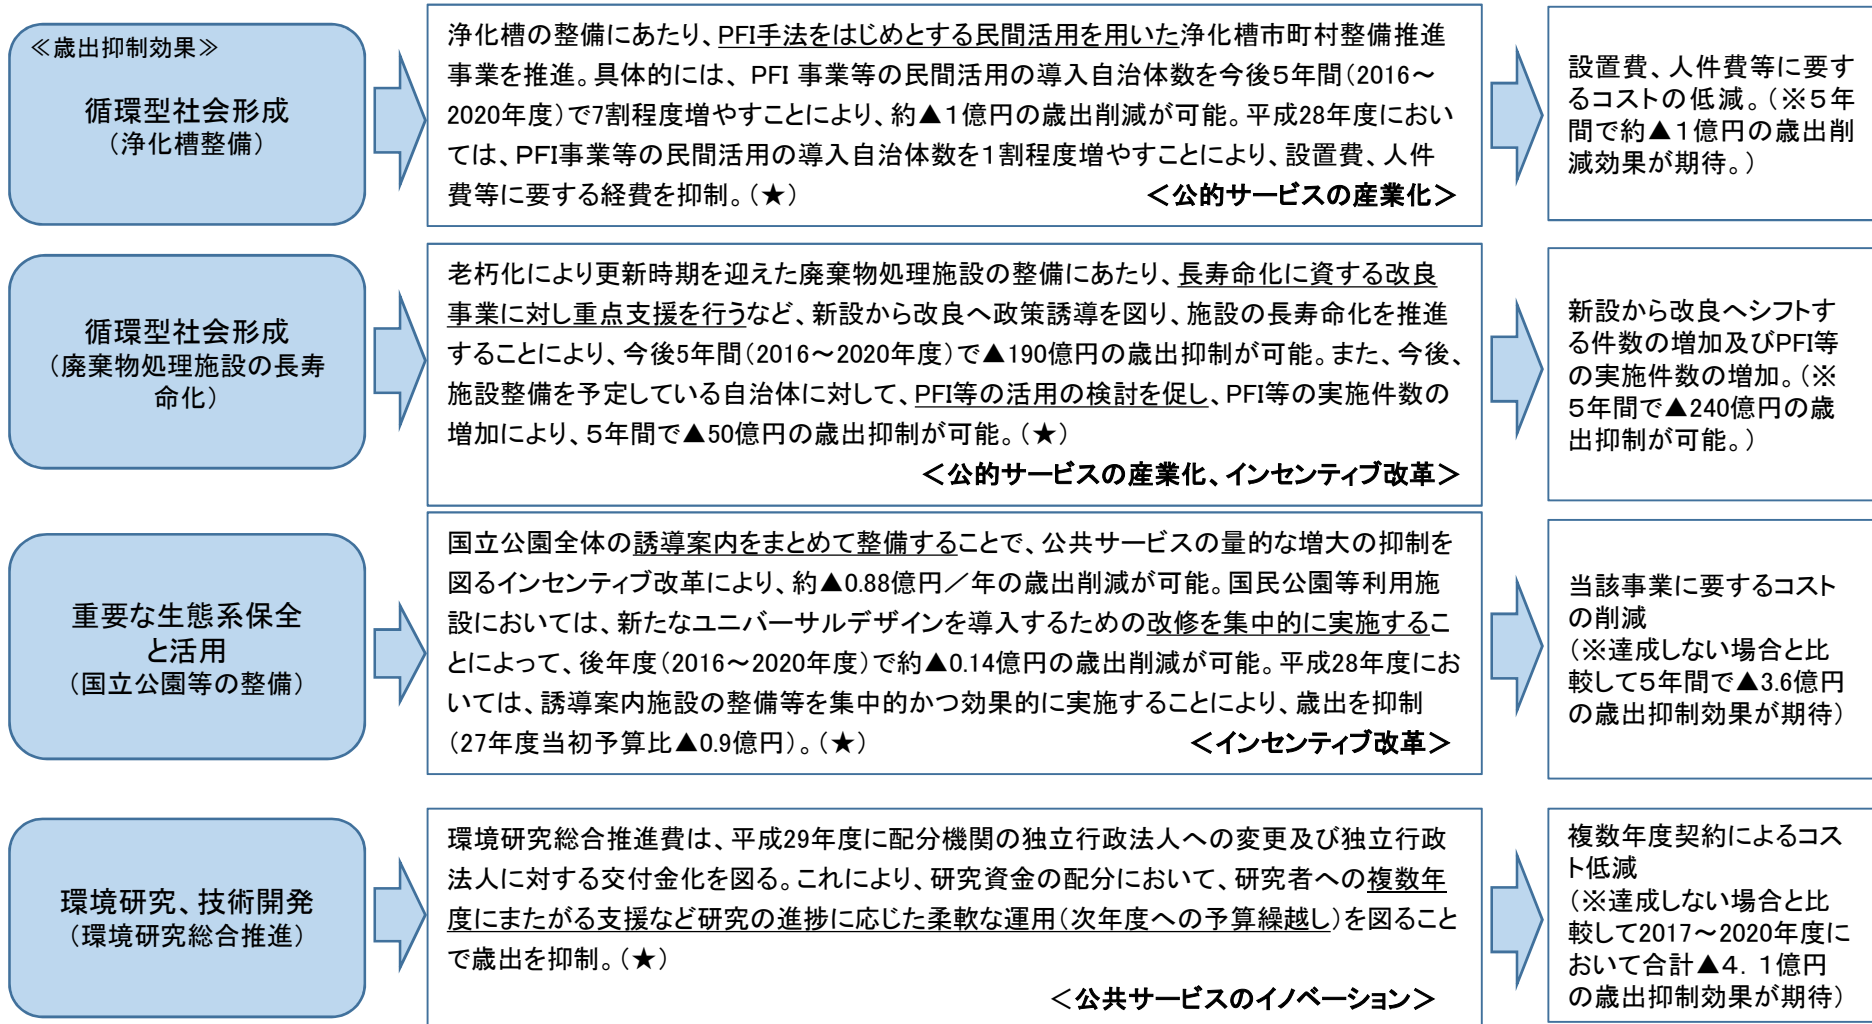 ≪歳出抑制効果≫
循環型社会形成
（浄化槽整備）
浄化槽の整備にあたり、PFI手法をはじめとする民間活用を用いた浄化槽市町村整備推進
事業を推進。具体的には、PFI 事業等の民間活用の導入自治体数を今後５年間（2016～
2020年度）で7割程度増やすことにより、約▲１億円の歳出削減が可能。平成28年度におい
ては、PFI事業等の民間活用の導入自治体数を１割程度増やすことにより、設置費、人件
費等に要する経費を抑制。（★）
＜公的サービスの産業化＞
設置費、人件費等に要す
るコストの低減。（※５年
間で約▲１億円の歳出削
減効果が期待。）
循環型社会形成
（廃棄物処理施設の長寿
命化）
老朽化により更新時期を迎えた廃棄物処理施設の整備にあたり、長寿命化に資する改良
事業に対し重点支援を行うなど、新設から改良へ政策誘導を図り、施設の長寿命化を推進
することにより、今後5年間（2016～2020年度）で▲190億円の歳出抑制が可能。また、今後、
施設整備を予定している自治体に対して、PFI等の活用の検討を促し、PFI等の実施件数の
増加により、５年間で▲50億円の歳出抑制が可能。（★）
＜公的サービスの産業化、インセンティブ改革＞
新設から改良へシフトす
る件数の増加及びPFI等
の実施件数の増加。（※
５年間で▲240億円の歳
出抑制が可能。）
重要な生態系保全
と活用
（国立公園等の整備）
国立公園全体の誘導案内をまとめて整備することで、公共サービスの量的な増大の抑制を
図るインセンティブ改革により、約▲0.88億円／年の歳出削減が可能。国民公園等利用施
設においては、新たなユニバーサルデザインを導入するための改修を集中的に実施するこ
とによって、後年度（2016～2020年度）で約▲0.14億円の歳出削減が可能。平成28年度にお
いては、誘導案内施設の整備等を集中的かつ効果的に実施することにより、歳出を抑制
（27年度当初予算比▲0.9億円）。（★）
＜インセンティブ改革＞
当該事業に要するコスト
の削減
（※達成しない場合と比
較して５年間で▲3.6億円
の歳出抑制効果が期待）
環境研究、技術開発
（環境研究総合推進）
環境研究総合推進費は、平成29年度に配分機関の独立行政法人への変更及び独立行政
法人に対する交付金化を図る。これにより、研究資金の配分において、研究者への複数年
度にまたがる支援など研究の進捗に応じた柔軟な運用（次年度への予算繰越し）を図ること
で歳出を抑制。（★）
＜公共サービスのイノベーション＞
複数年度契約によるコス
ト低減
（※達成しない場合と比
較して2017～2020年度に
おいて合計▲４．１億円
の歳出抑制効果が期待）